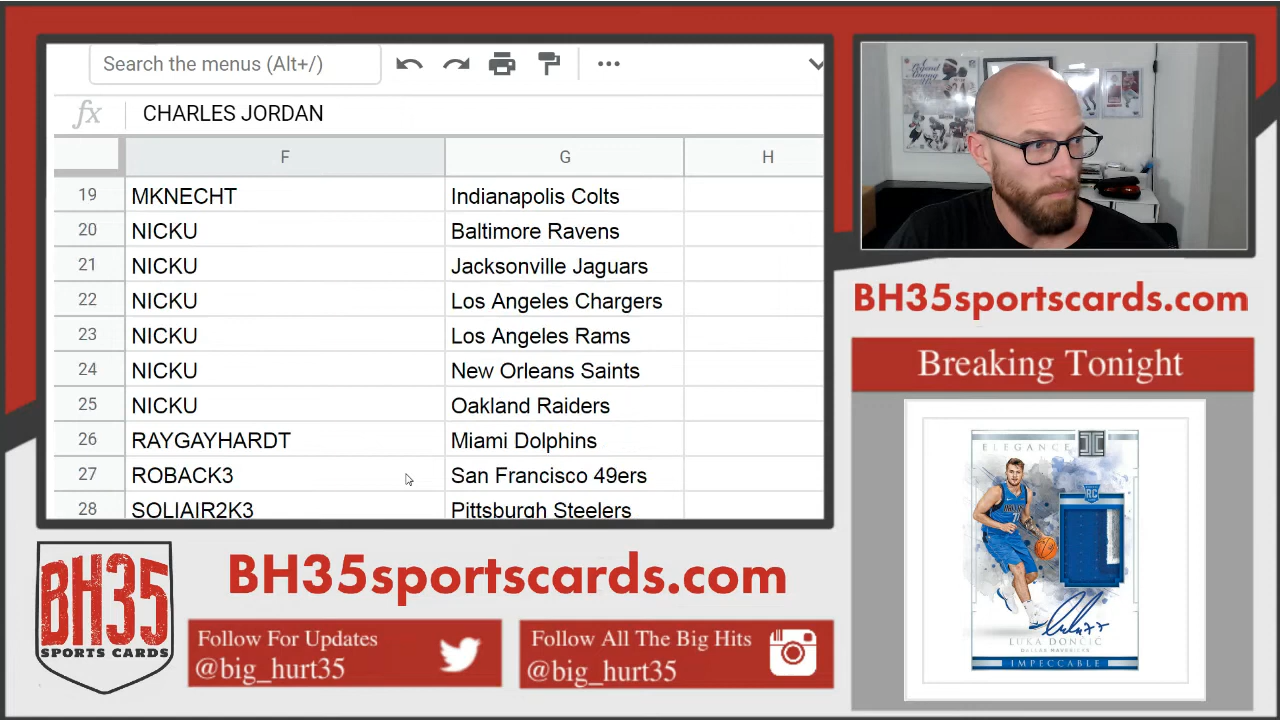 Search the menus (Alt+/)
fx CHARLES JORDAN
F G H
19 MKNECHT Indianapolis Colts
20 NICKU Baltimore Ravens
21 NICKU Jacksonville Jaguars
22 NICKU Los Angeles Chargers
23 NICKU Los Angeles Rams
24 NICKU New Orleans Saints
25 NICKU Oakland Raiders
26 RAYGAYHARDT Miami Dolphins
27 ROBACK3 San Francisco 49ers
28 SOLIAIR2K3 Pittsburgh Steelers
BH35sportscards.com
Breaking Tonight
ELEGANCE
RC
LUKA DONČIĆ
DALLAS MAVERICKS
IMPECCABLE
BH35
SPORTS CARDS
BH35sportscards.com
Follow For Updates
@big_hurt35
Follow All The Big Hits
@big_hurt35